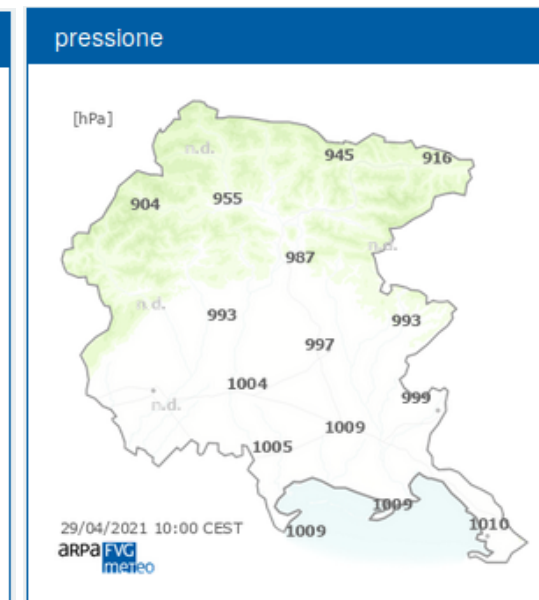 pressione
[hPa]
n.d.
945
916
904
955
n.d.
987
n.d.
993
993
997
1004
999
n.d.
1009
1005
1009
1010
1009
29/04/2021 10:00 CEST
arpa FVG
meteo